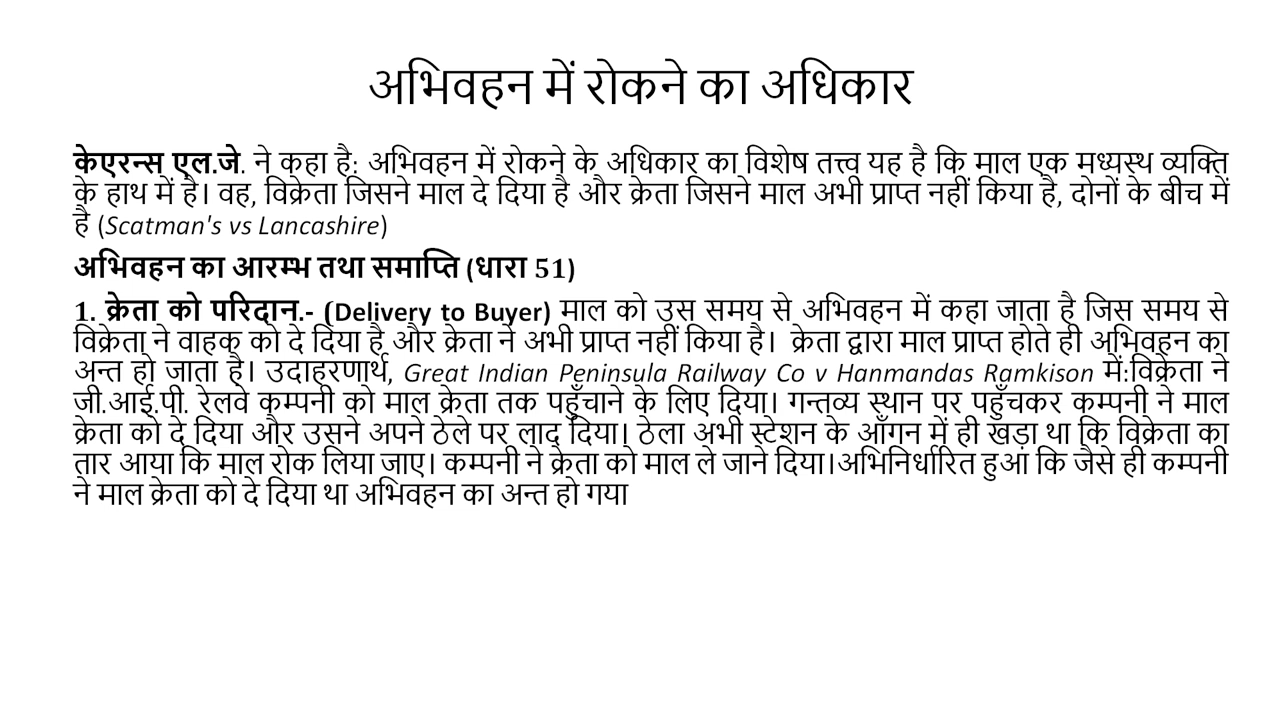 अभिवहन में रोकने का अधिकार
केएरन्स एल.जे. ने कहा है: अभिवहन में रोकने के अधिकार का विशेष तत्त्व यह है कि माल एक मध्यस्थ व्यक्ति
के हाथ में है। वह, विक्रेता जिसने माल दे दिया है और क्रेता जिसने माल अभी प्राप्त नहीं किया है, दोनों के बीच में
है (Scatman's vs Lancashire)
अभिवहन का आरम्भ तथा समाप्ति (धारा 51)
1. क्रेता को परिदान.- (Delivery to Buyer) माल को उस समय से अभिवहन में कहा जाता है जिस समय से
विक्रेता ने वाहक को दे दिया है और क्रेता ने अभी प्राप्त नहीं किया है। क्रेता द्वारा माल प्राप्त होते ही अभिवहन का
अन्त हो जाता है। उदाहरणार्थ, Great Indian Peninsula Railway Co v Hanmandas Ramkison में:विक्रेता ने
जी.आई.पी. रेलवे कम्पनी को माल क्रेता तक पहुँचाने के लिए दिया। गन्तव्य स्थान पर पहुँचकर कम्पनी ने माल
क्रेता को दे दिया और उसने अपने ठेले पर लाद दिया। ठेला अभी स्टेशन के आँगन में ही खड़ा था कि विक्रेता का
तार आया कि माल रोक लिया जाए। कम्पनी ने क्रेता को माल ले जाने दिया।अभिनिर्धारित हुआ कि जैसे ही कम्पनी
ने माल क्रेता को दे दिया था अभिवहन का अन्त हो गया